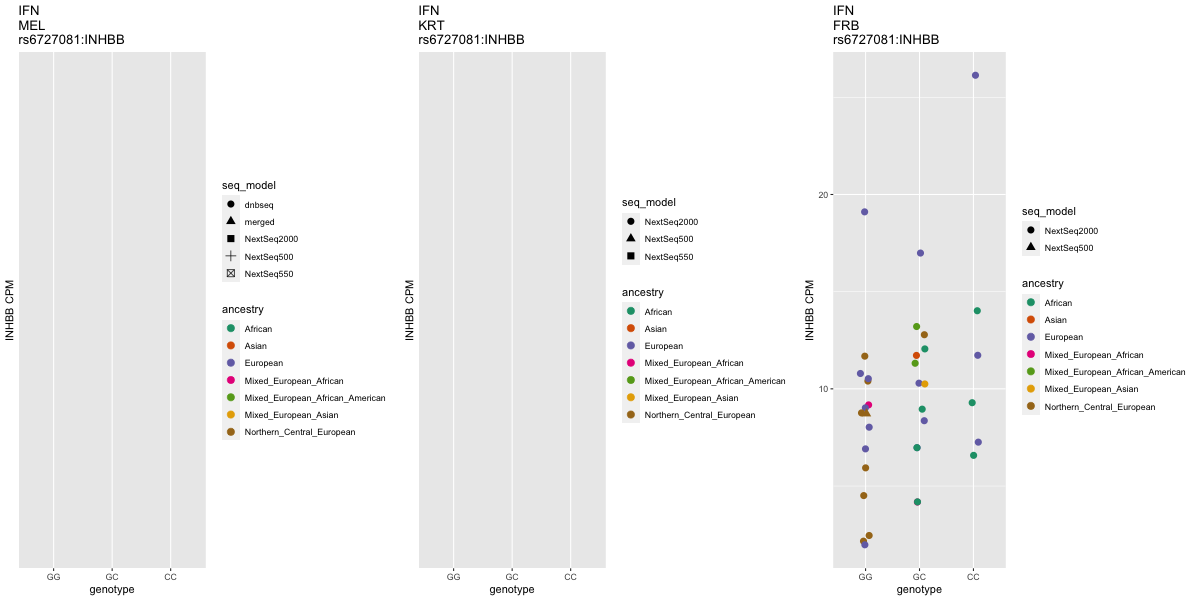 IFN
MEL
rs6727081:INHBB
INHBB CPM
GG
GC
CC
genotype
seq_model
dnbseq
merged
NextSeq2000
NextSeq500
NextSeq550
ancestry
African
Asian
European
Mixed_European_African
Mixed_European_African_American
Mixed_European_Asian
Northern_Central_European
IFN
KRT
rs6727081:INHBB
INHBB CPM
GG
GC
CC
genotype
seq_model
NextSeq2000
NextSeq500
NextSeq550
ancestry
African
Asian
European
Mixed_European_African
Mixed_European_African_American
Mixed_European_Asian
Northern_Central_European
IFN
FRB
rs6727081:INHBB
INHBB CPM
20
10
GG
GC
CC
genotype
seq_model
NextSeq2000
NextSeq500
ancestry
African
Asian
European
Mixed_European_African
Mixed_European_African_American
Mixed_European_Asian
Northern_Central_European